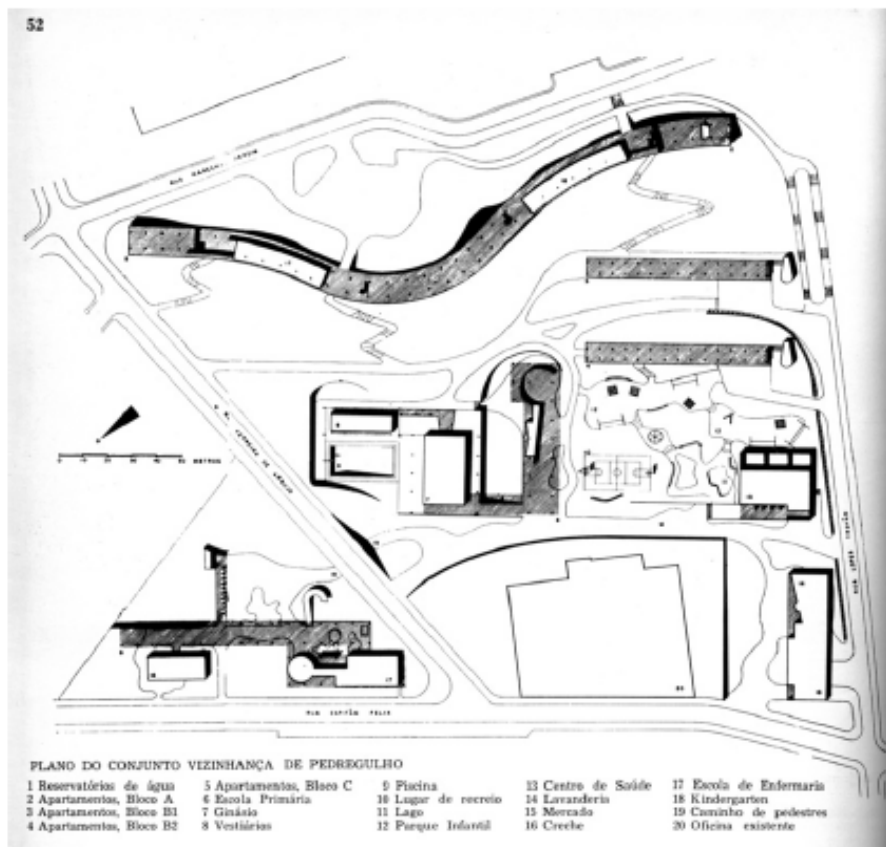 52
RUA CAPITÃO FELIX
PLANO DO CONJUNTO VIZINHANÇA DE PEDREGULHO
1 Reservatórios de água
2 Apartamentos, Bloco A
3 Apartamentos, Bloco B1
4 Apartamentos, Bloco B2
5 Apartamentos, Bloco C
6 Escola Primária
7 Ginásio
8 Vestiários
9 Piscina
10 Lugar de recreio
11 Lago
12 Parque Infantil
13 Centro de Saúde
14 Lavanderia
15 Mercado
16 Creche
17 Escola de Enfermaria
18 Kindergarten
19 Caminho de pedestres
20 Oficina existente